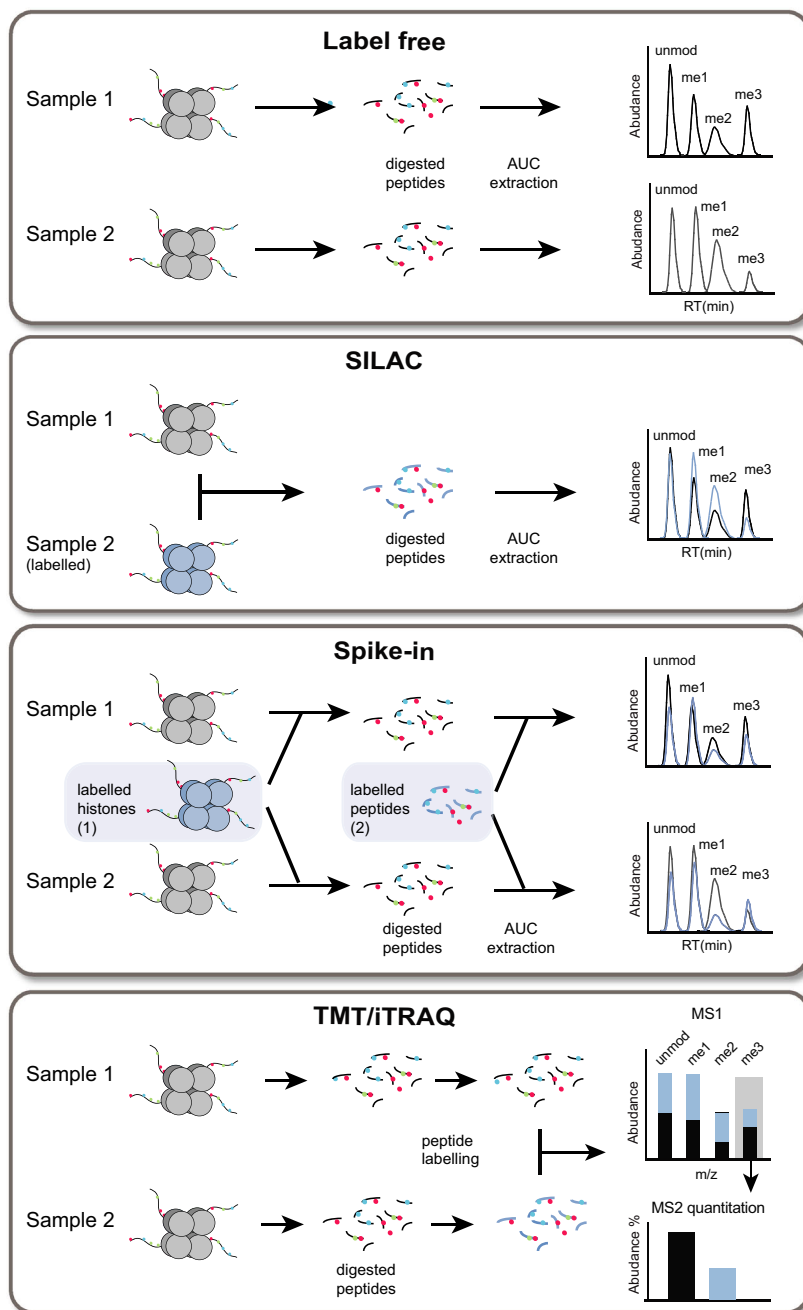 Label free
Sample 1
digested
peptides
AUC
extraction
Abudance
unmod
me1
me2
me3
Sample 2
Abundance
unmod
me1
me2
me3
RT(min)
SILAC
Sample 1
Sample 2
(labelled)
digested
peptides
AUC
extraction
Abudance
unmod
me1
me2
me3
RT(min)
Spike-in
Sample 1
Abudance
unmod
me1
me2
me3
labelled
histones
(1)
labelled
peptides
(2)
Sample 2
digested
peptides
AUC
extraction
Abudance
unmod
me1
me2
me3
RT(min)
TMT/iTRAQ
MS1
Sample 1
Abudance
unmod
me1
me2
me3
m/z
peptide
labelling
Sample 2
digested
peptides
MS2 quantitation
Abudance %